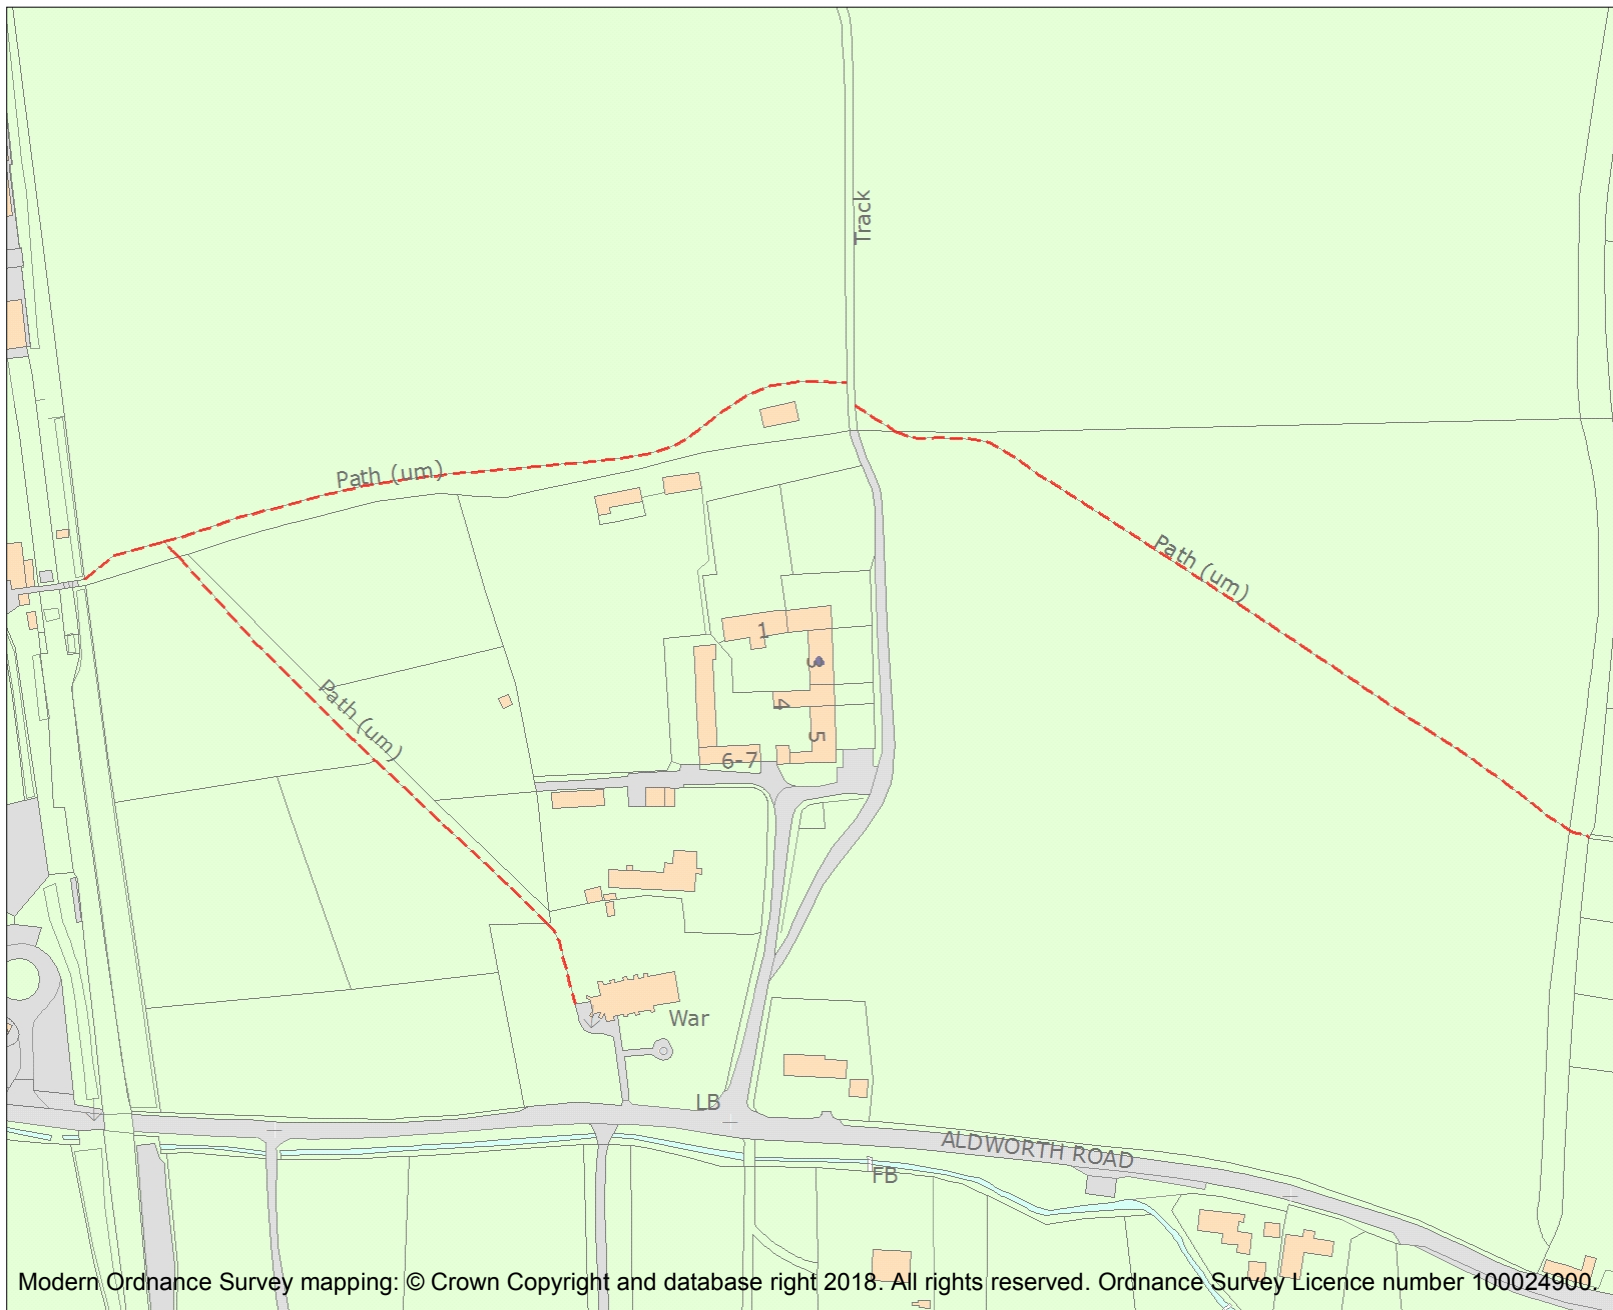 Track
Path (um)
Path (um)
1
3
Path (um)
4
5
6-7
War
LB
ALDWORTH ROAD
FB
Modern Ordnance Survey mapping: © Crown Copyright and database right 2018. All rights reserved. Ordnance Survey Licence number 100024900.